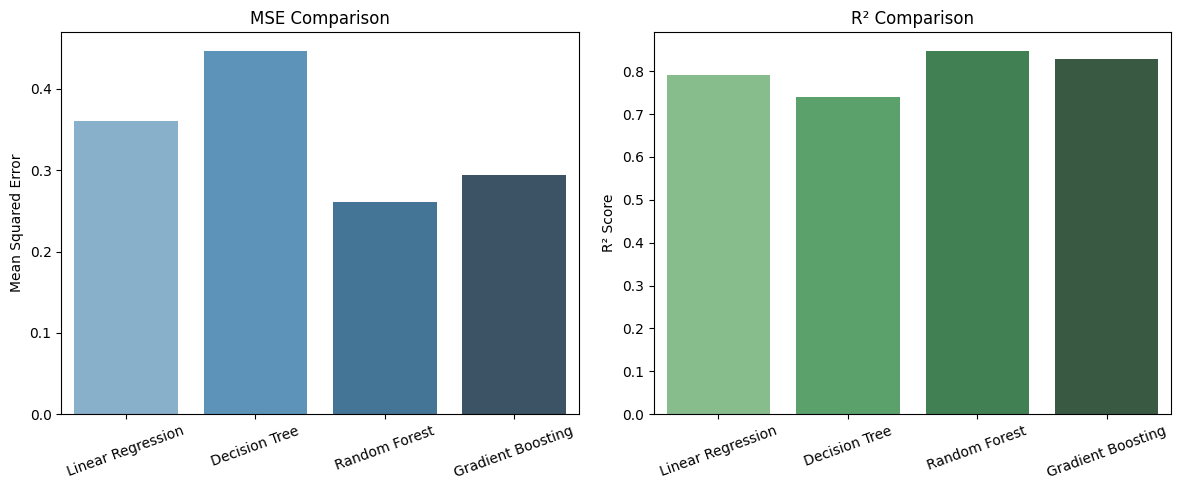 MSE Comparison
Mean Squared Error
0.4
0.3
0.2
0.1
0.0
Linear Regression
Decision Tree
Random Forest
Gradient Boosting
R² Comparison
R² Score
0.8
0.7
0.6
0.5
0.4
0.3
0.2
0.1
0.0
Linear Regression
Decision Tree
Random Forest
Gradient Boosting